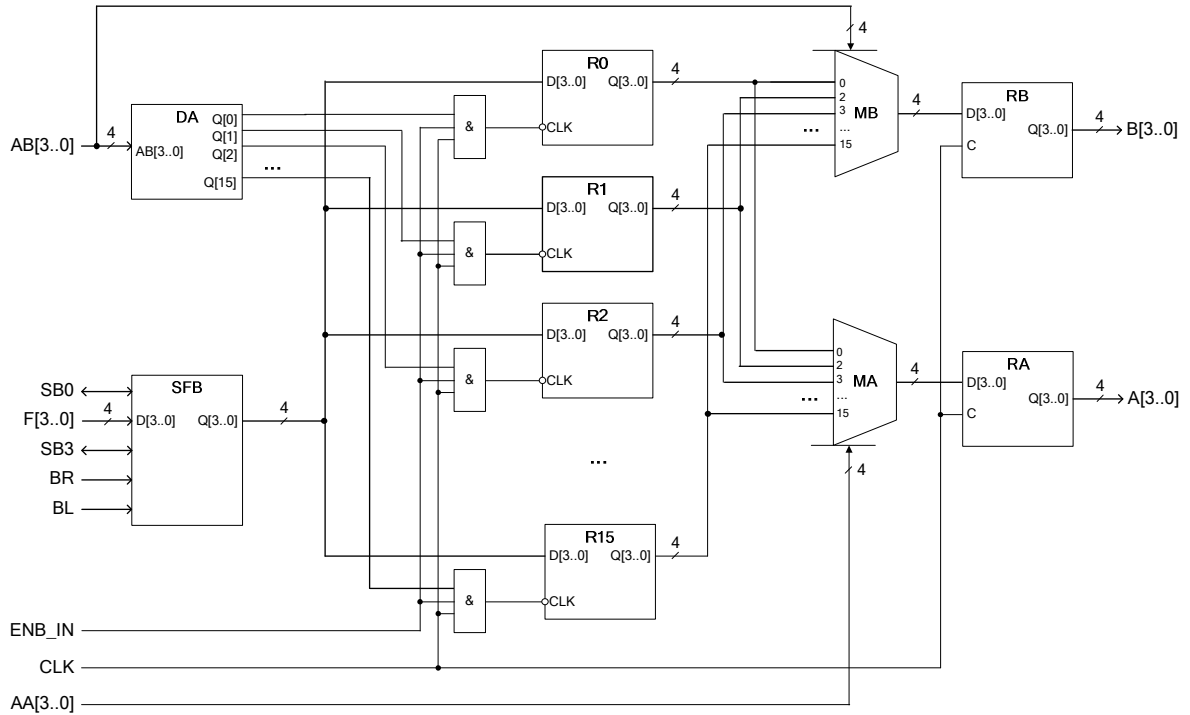 4
R0
D[3..0] Q[3..0]
4
CLK
DA
Q[0]
Q[1]
Q[2]
...
Q[15]
AB[3..0]
4
AB[3..0]
&
0
2
3
...
...
15
MB
4
RB
D[3..0]
Q[3..0]
C
4
B[3..0]
R1
D[3..0] Q[3..0]
4
CLK
&
R2
D[3..0] Q[3..0]
4
CLK
&
0
2
3
...
...
15
MA
4
4
RA
D[3..0]
Q[3..0]
C
4
A[3..0]
SFB
SB0
F[3..0]
4
D[3..0] Q[3..0]
4
SB3
BR
BL
...
R15
D[3..0] Q[3..0]
4
CLK
&
ENB_IN
CLK
AA[3..0]